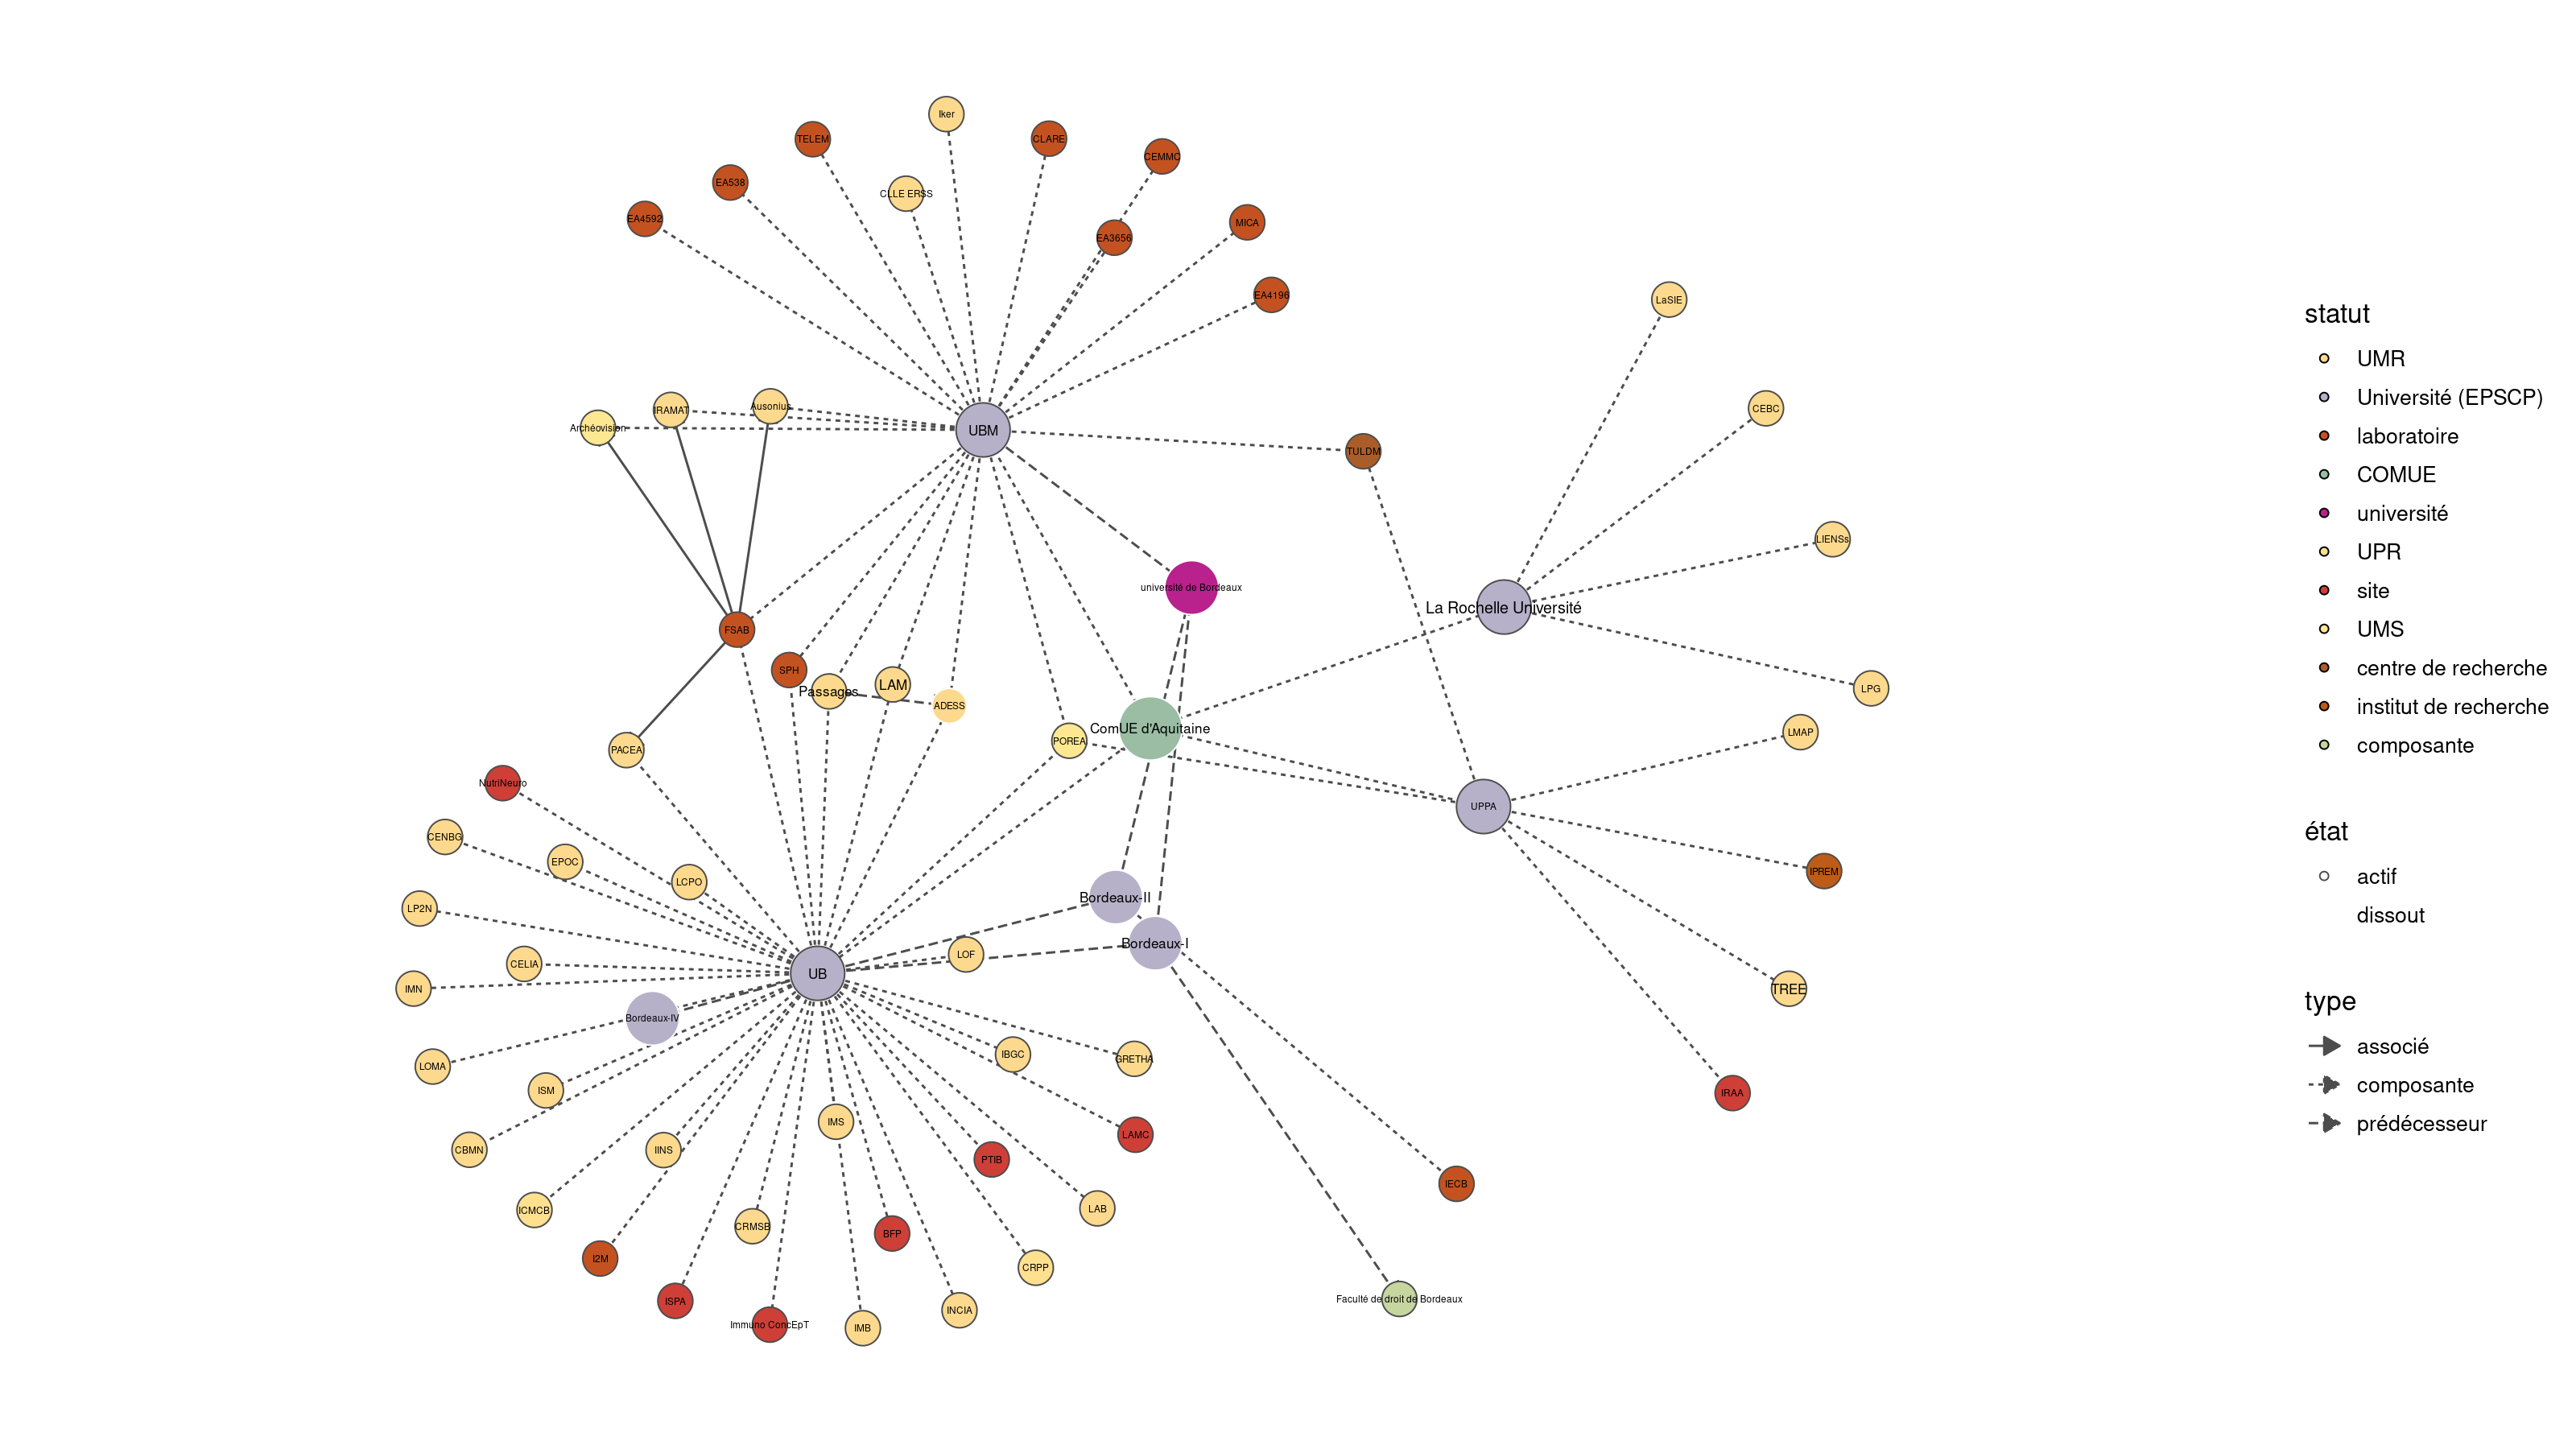 Iker
TELEM
CLARE
CEMMC
EA538
CLLE ERSS
EA4592
MICA
EA3656
EA4196
LaSIE
Ausonius
CEBC
IRAMAT
Archéovision
UBM
TULDM
LIENSs
université de Bordeaux
La Rochelle Université
FSAB
SPH
LAM
Passages
ADESS
LPG
ComUE d'Aquitaine
LMAP
POREA
PACEA
NutriNeuro
UPPA
CENBG
EPOC
IPREM
LCPO
Bordeaux-II
LP2N
Bordeaux-I
LOF
CELIA
UB
IMN
TREE
Bordeaux-IV
IBGC
GRETHA
LOMA
ISM
IRAA
IMS
LAMC
CBMN
IINS
PTIB
IECB
ICMCB
LAB
CRMSB
BFP
I2M
CRPP
ISPA
Faculté de droit de Bordeaux
INCIA
Immuno ConcEpT
IMB
statut
UMR
Université (EPSCP)
laboratoire
COMUE
université
UPR
site
UMS
centre de recherche
institut de recherche
composante
état
actif
dissout
type
associé
composante
prédécesseur